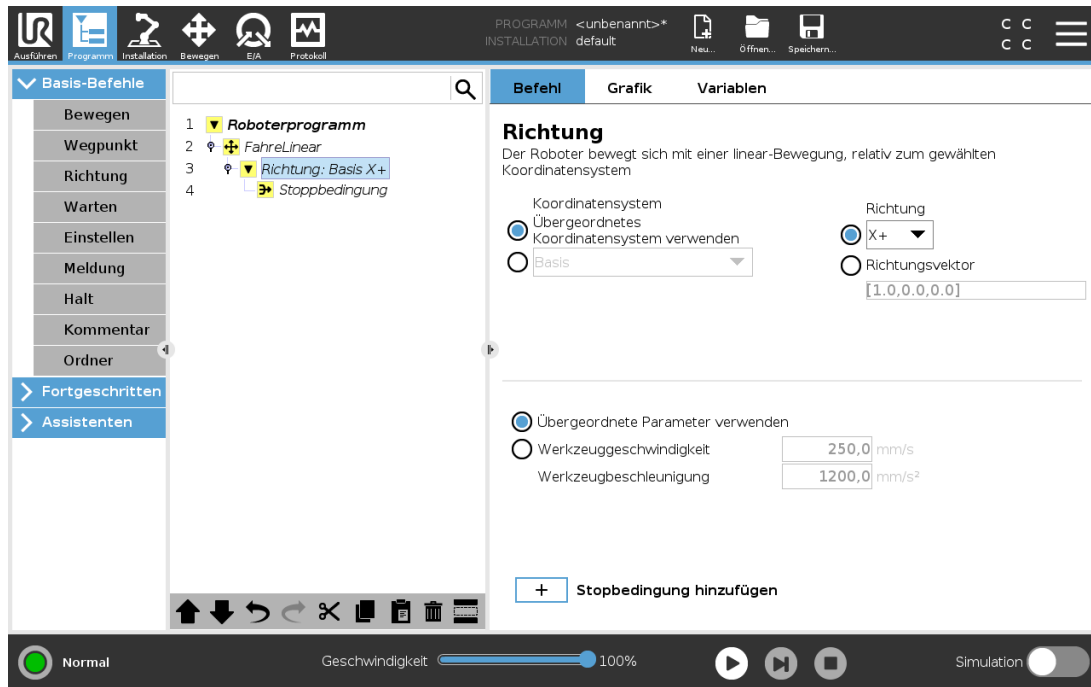 PROGRAMM <unbenannt>*
INSTALLATION default
UR
Ausführen Programm Installation Bewegen E/A Protokoll
Neu... Öffnen... Speichern...
C C
C C
Basis-Befehle
Bewegen
Wegpunkt
Richtung
Warten
Einstellen
Meldung
Halt
Kommentar
Ordner
Fortgeschritten
Assistenten
1 Roboterprogramm
2 FahreLinear
3 Richtung: Basis X+
4 Stoppbedingung
Befehl Grafik Variablen
Richtung
Der Roboter bewegt sich mit einer linear-Bewegung, relativ zum gewählten
Koordinatensystem
Koordinatensystem
Übergeordnetes
Koordinatensystem verwenden
Basis
Richtung
X+
Richtungsvektor
[1.0,0.0,0.0]
Übergeordnete Parameter verwenden
Werkzeuggeschwindigkeit 250,0 mm/s
Werkzeugbeschleunigung 1200,0 mm/s²
+ Stopbedingung hinzufügen
Normal
Geschwindigkeit 100%
Simulation